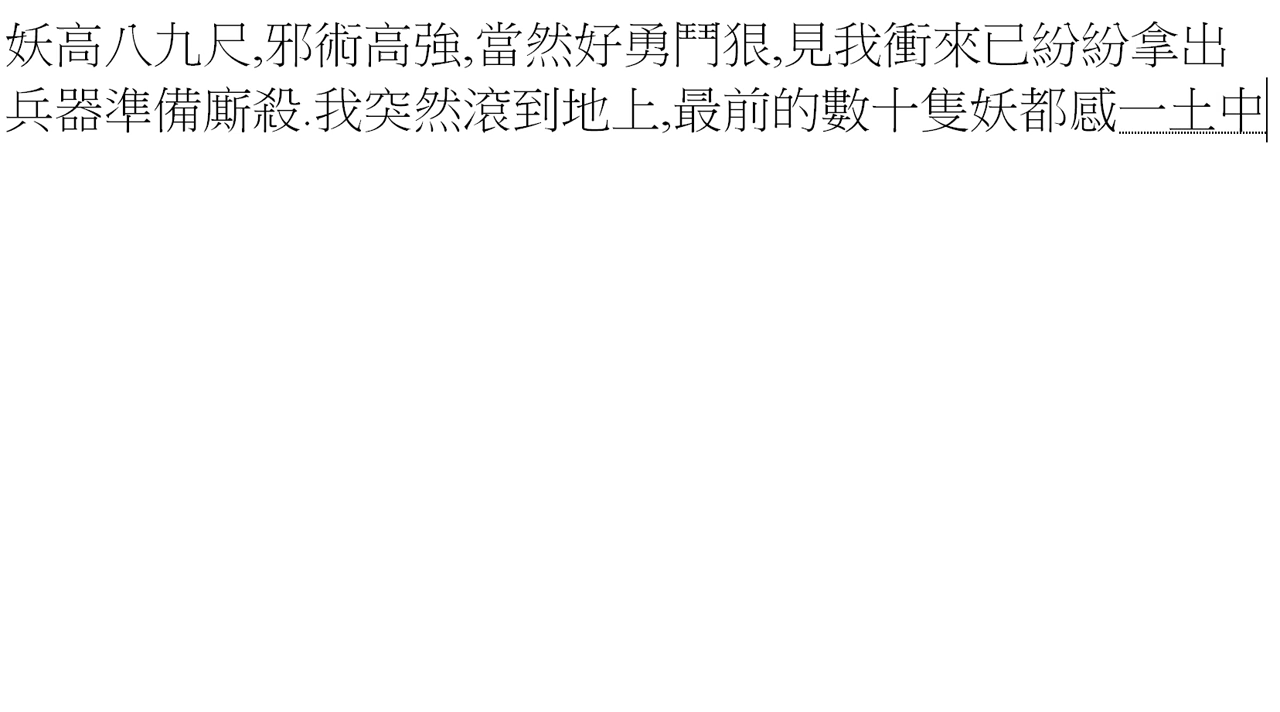 妖高八九尺,邪術高強,當然好勇鬥狠,見我衝來已紛紛拿出
兵器準備廝殺.我突然滾到地上,最前的數十隻妖都感一土中